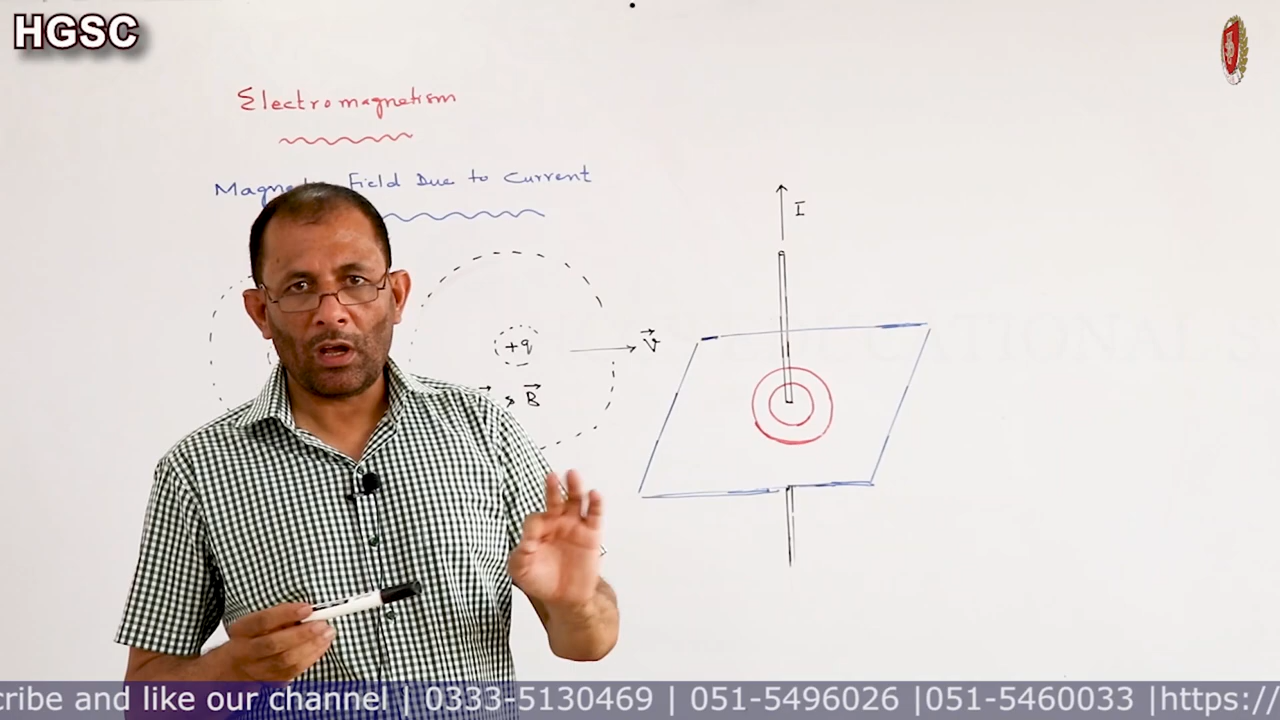 HGSC
Electromagnetism
Field Due to Current
I
+q
V
B
cribe and like our channel | 0333-5130469 | 051-5496026 |051-5460033 |https://